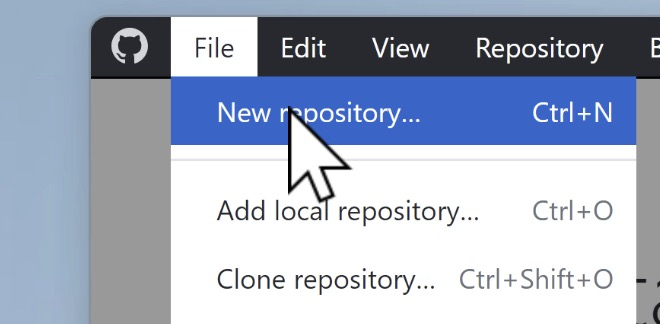 File Edit View Repository
New repository... Ctrl+N
Add local repository... Ctrl+O
Clone repository... Ctrl+Shift+O